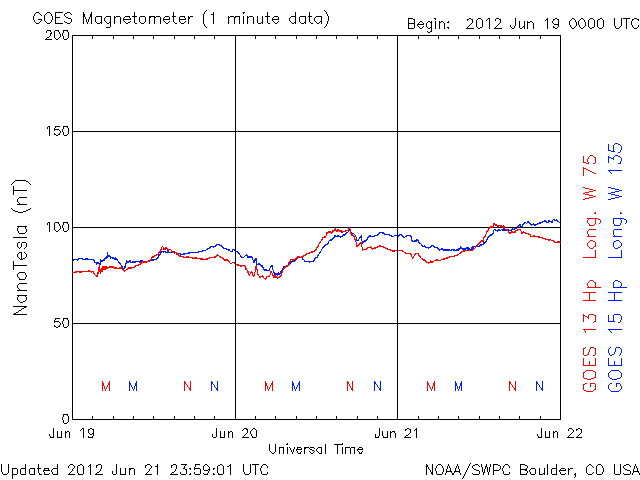 GOES Magnetometer (1 minute data)
Begin: 2012 Jun 19 0000 UTC
200
150
100
50
0
NanoTesla (nT)
M M N N M M N N M M N N
Jun 19 Jun 20 Jun 21 Jun 22
Universal Time
GOES 13 Hp Long. W 75
GOES 15 Hp Long. W 135
Updated 2012 Jun 21 23:59:01 UTC
NOAA/SWPC Boulder, CO USA